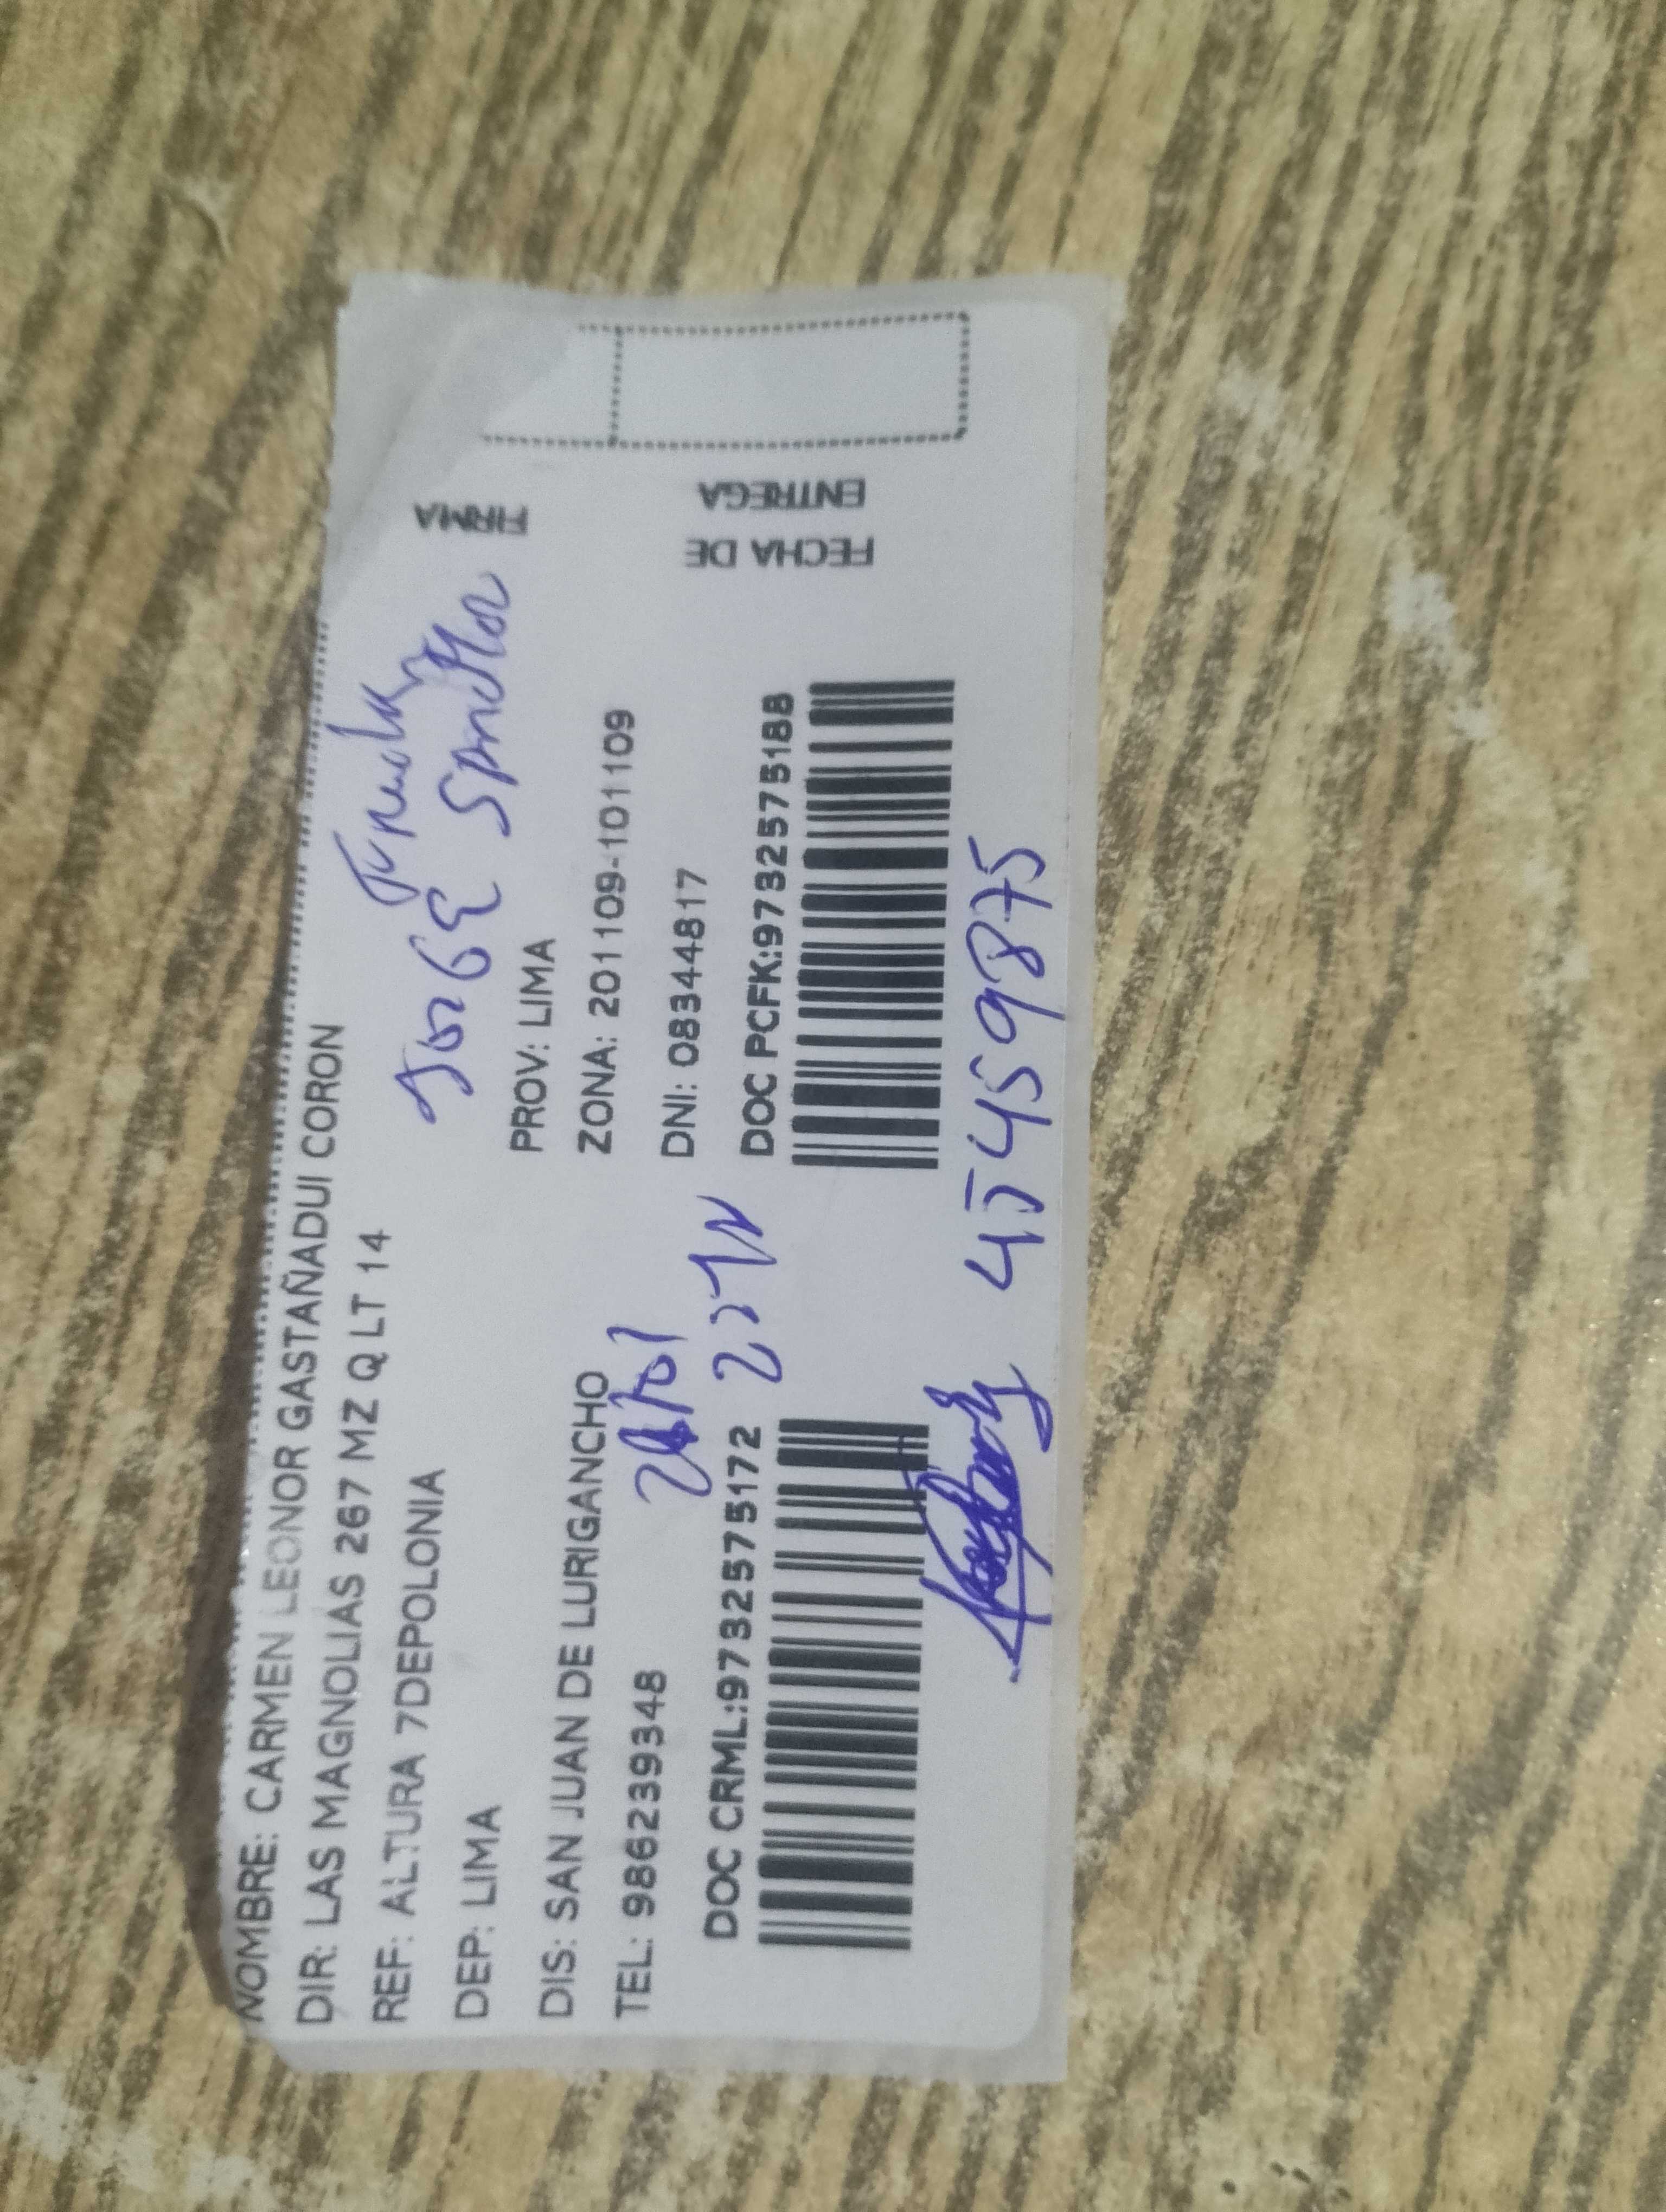 NOMBRE: CARMEN LEONOR GASTAÑADUI CORON
DIR: LAS MAGNOLIAS 267 MZ Q LT 14
REF: ALTURA 7DEPOLONIA
JORGE
DEP: LIMA
PROV: LIMA
DIS: SAN JUAN DE LURIGANCHO
ZONA: 201109-101109
TEL: 986239348
DNI: 08344817
DOC CRML:9732575172
DOC PCFK:9732575188
45459875
FIRMA
FECHA DE
ENTREGA